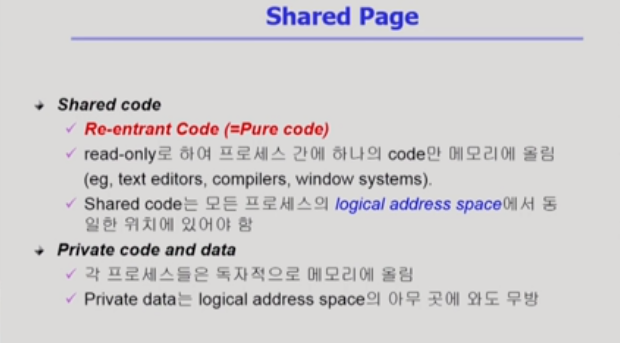 Shared Page
Shared code
Re-entrant Code (=Pure code)
read-only로 하여 프로세스 간에 하나의 code만 메모리에 올림
(eg, text editors, compilers, window systems).
Shared code는 모든 프로세스의 logical address space에서 동
일한 위치에 있어야 함
Private code and data
각 프로세스들은 독자적으로 메모리에 올림
Private data는 logical address space의 아무 곳에 와도 무방